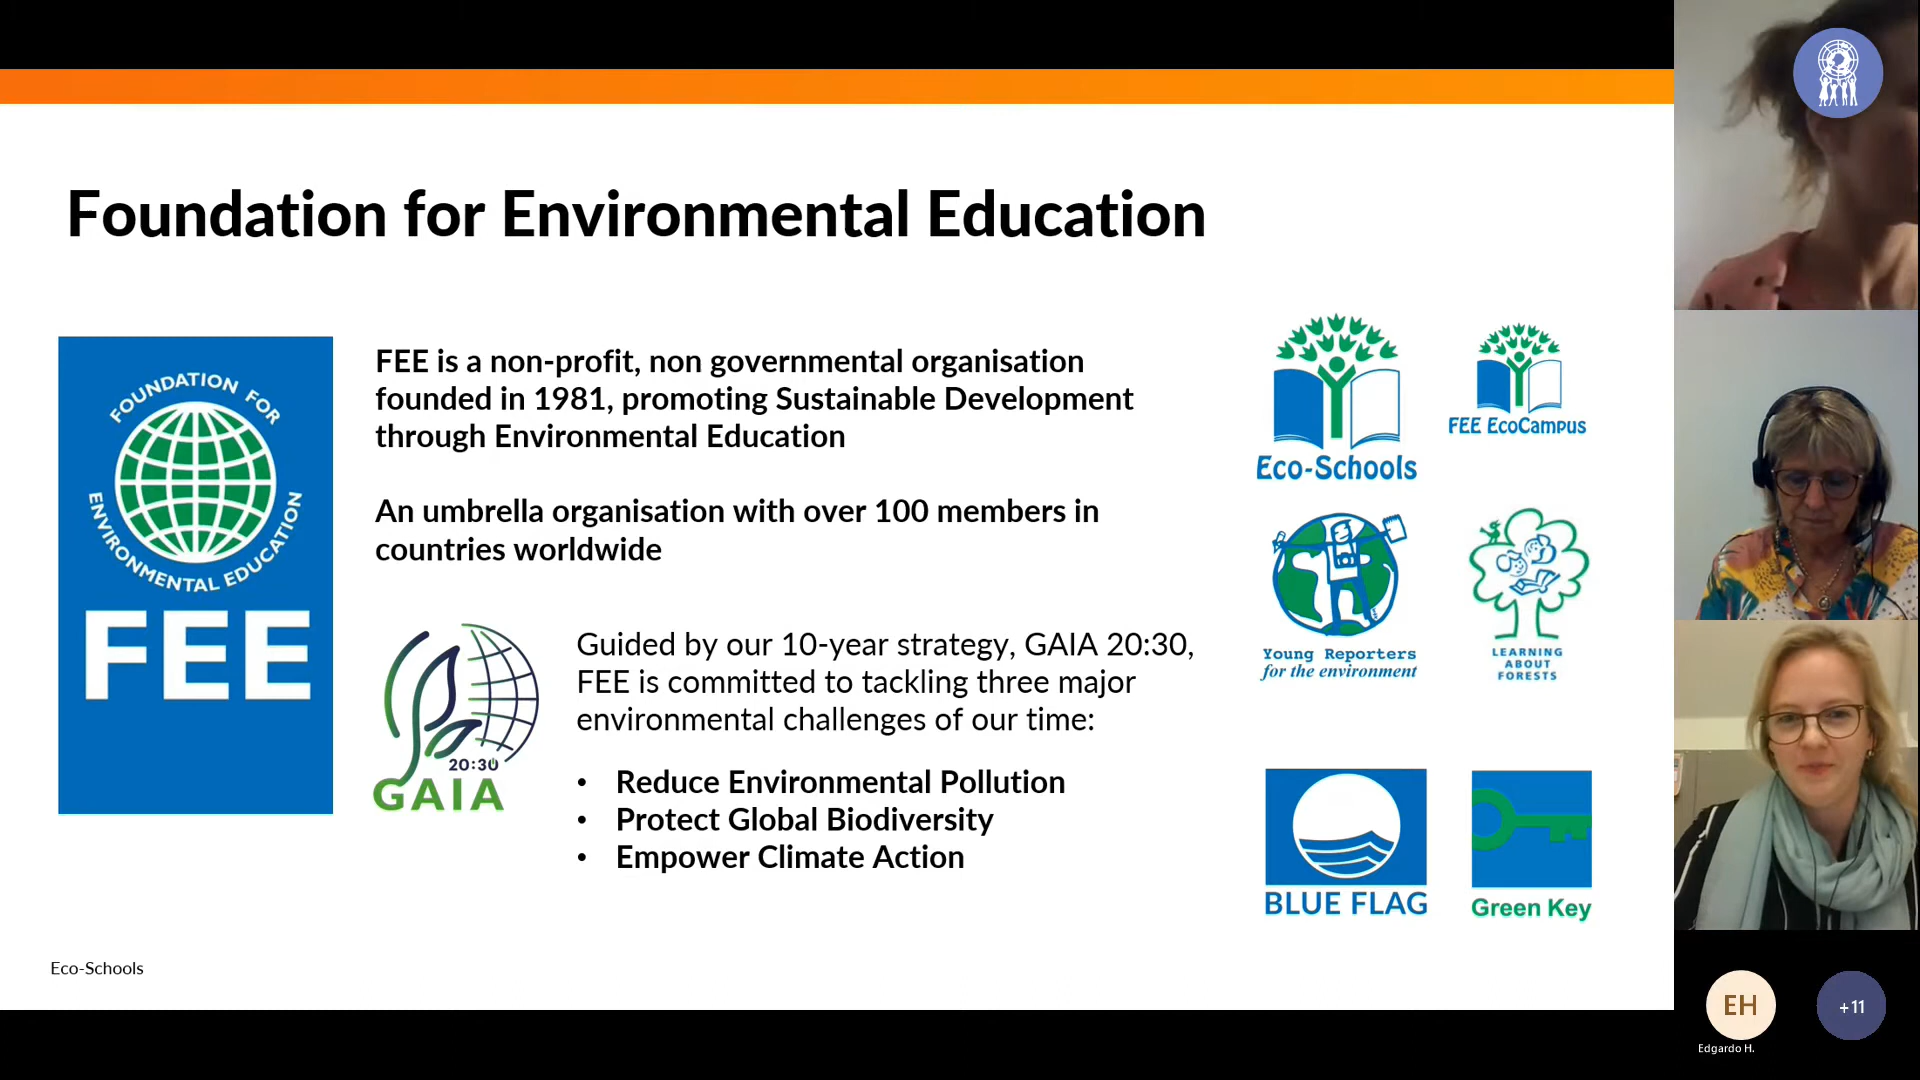 Foundation for Environmental Education
FOUNDATION FOR
ENVIRONMENTAL EDUCATION
FEE
FEE is a non-profit, non governmental organisation
founded in 1981, promoting Sustainable Development
through Environmental Education
An umbrella organisation with over 100 members in
countries worldwide
20:30
GAIA
Guided by our 10-year strategy, GAIA 20:30,
FEE is committed to tackling three major
environmental challenges of our time:
• Reduce Environmental Pollution
• Protect Global Biodiversity
• Empower Climate Action
Eco-Schools
FEE EcoCampus
Young Reporters
for the environment
LEARNING
ABOUT
FORESTS
BLUE FLAG
Green Key
Eco-Schools
EH
Edgardo H.
+11